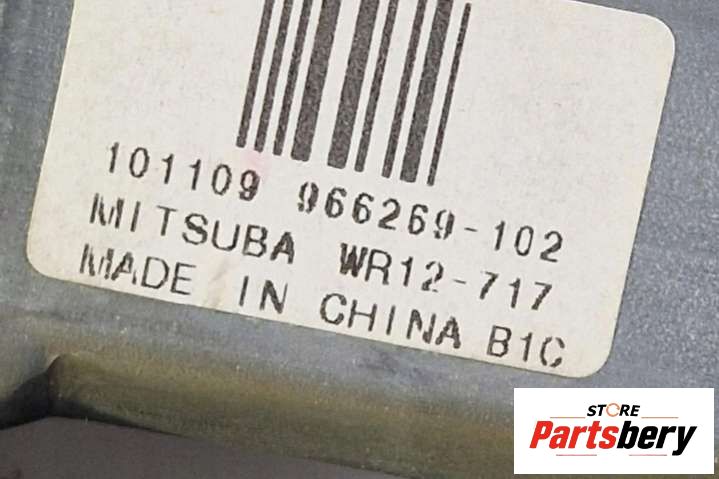 101109 966269-102
MITSUBA WR12-717
MADE IN CHINA B1C
STORE
Partsbery